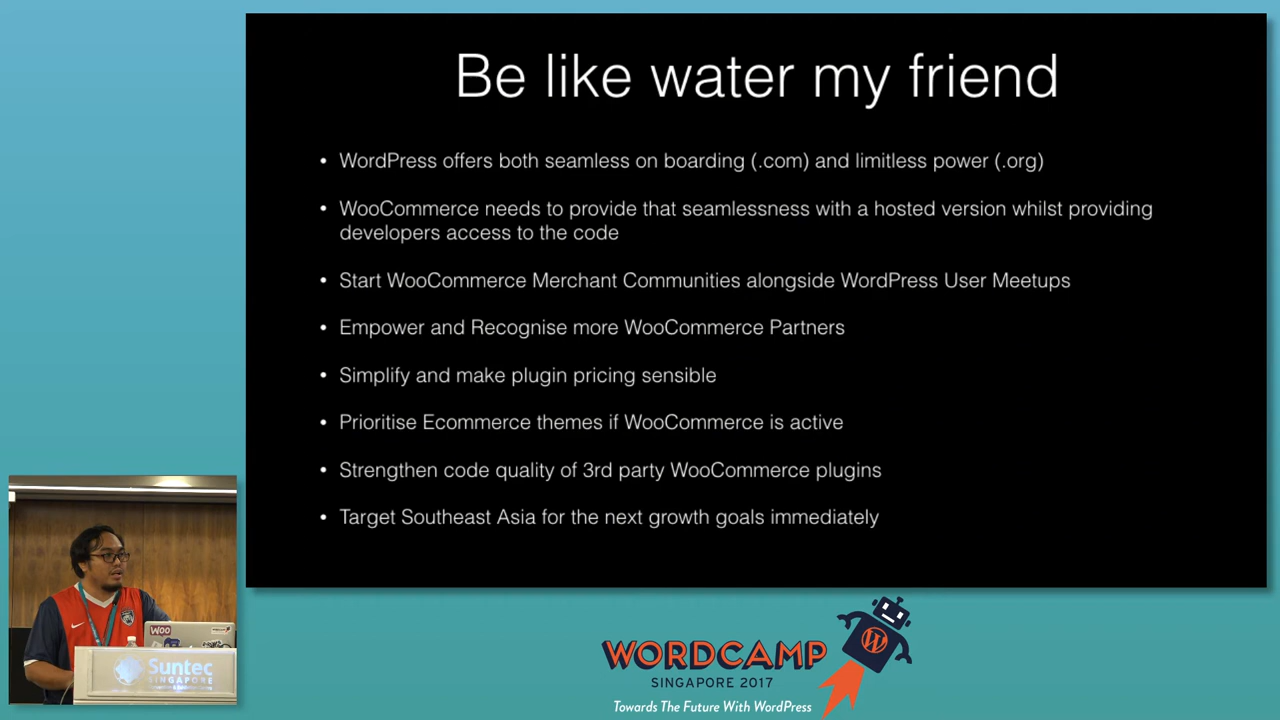 Be like water my friend
• WordPress offers both seamless on boarding (.com) and limitless power (.org)
• WooCommerce needs to provide that seamlessness with a hosted version whilst providing
developers access to the code
• Start WooCommerce Merchant Communities alongside WordPress User Meetups
• Empower and Recognise more WooCommerce Partners
• Simplify and make plugin pricing sensible
• Prioritise Ecommerce themes if WooCommerce is active
• Strengthen code quality of 3rd party WooCommerce plugins
• Target Southeast Asia for the next growth goals immediately
Woo
Suntec
SINGAPORE
WORDCAMP
SINGAPORE 2017
Towards The Future With WordPress